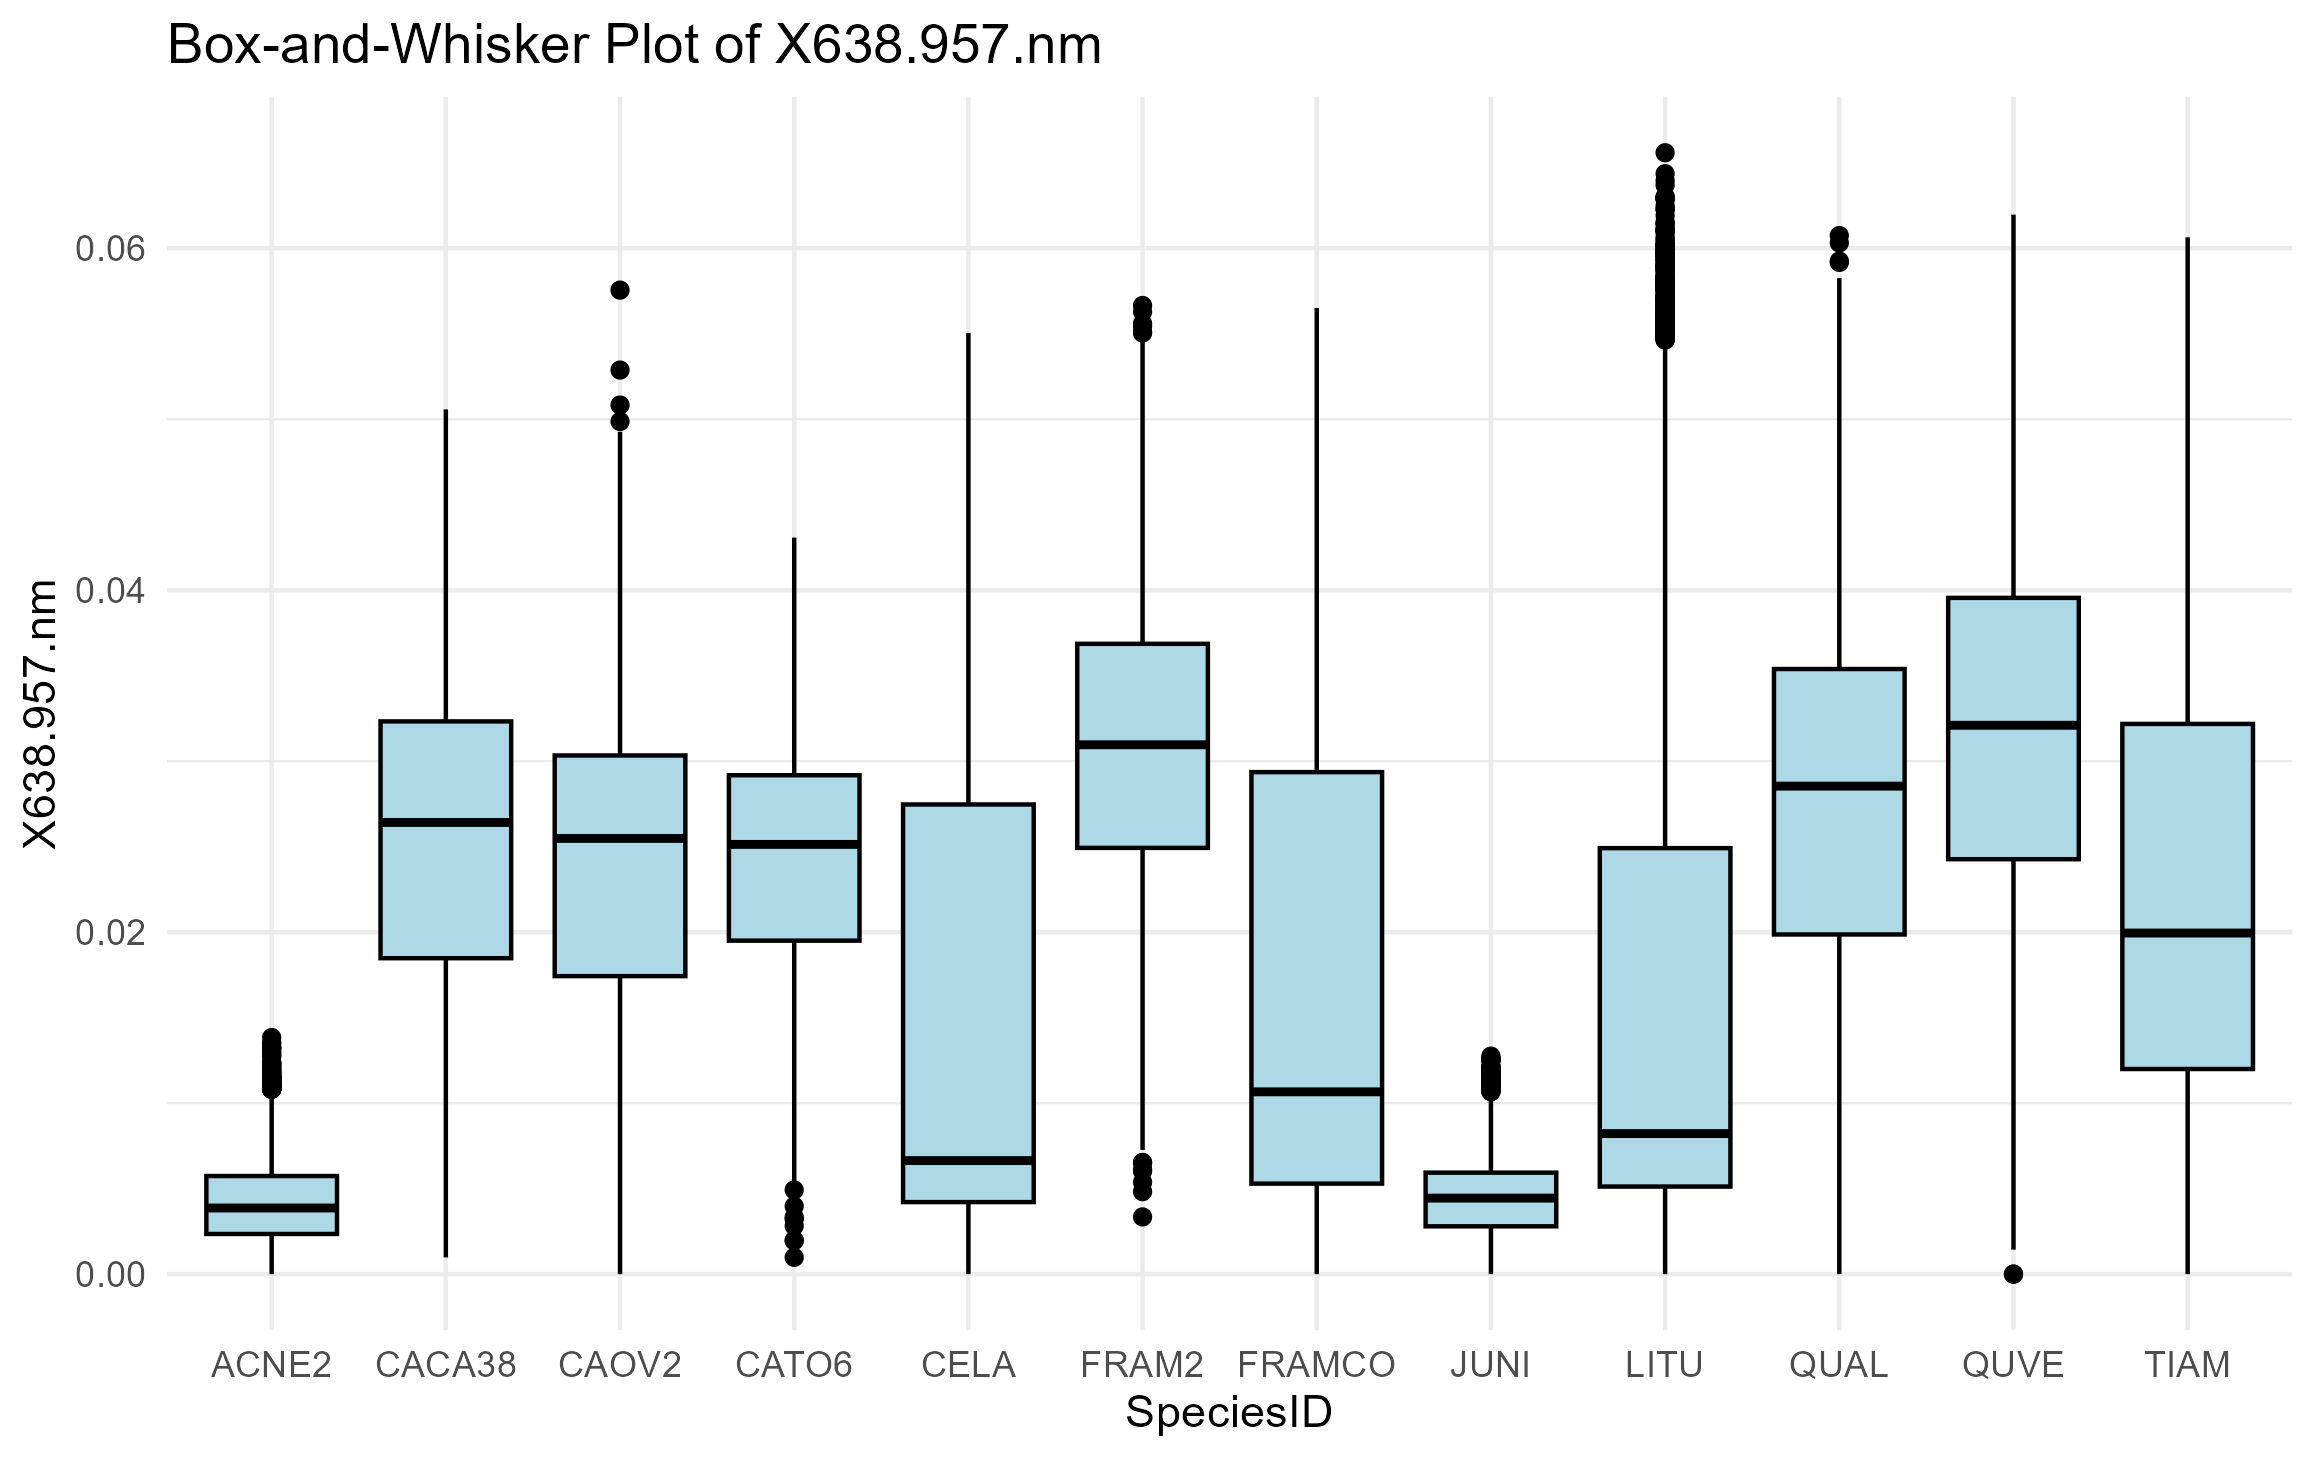 Box-and-Whisker Plot of X638.957.nm
X638.957.nm
0.06
0.04
0.02
0.00
ACNE2 CACA38 CAOV2 CATO6 CELA FRAM2 FRAMCO JUNI LITU QUAL QUVE TIAM
SpeciesID